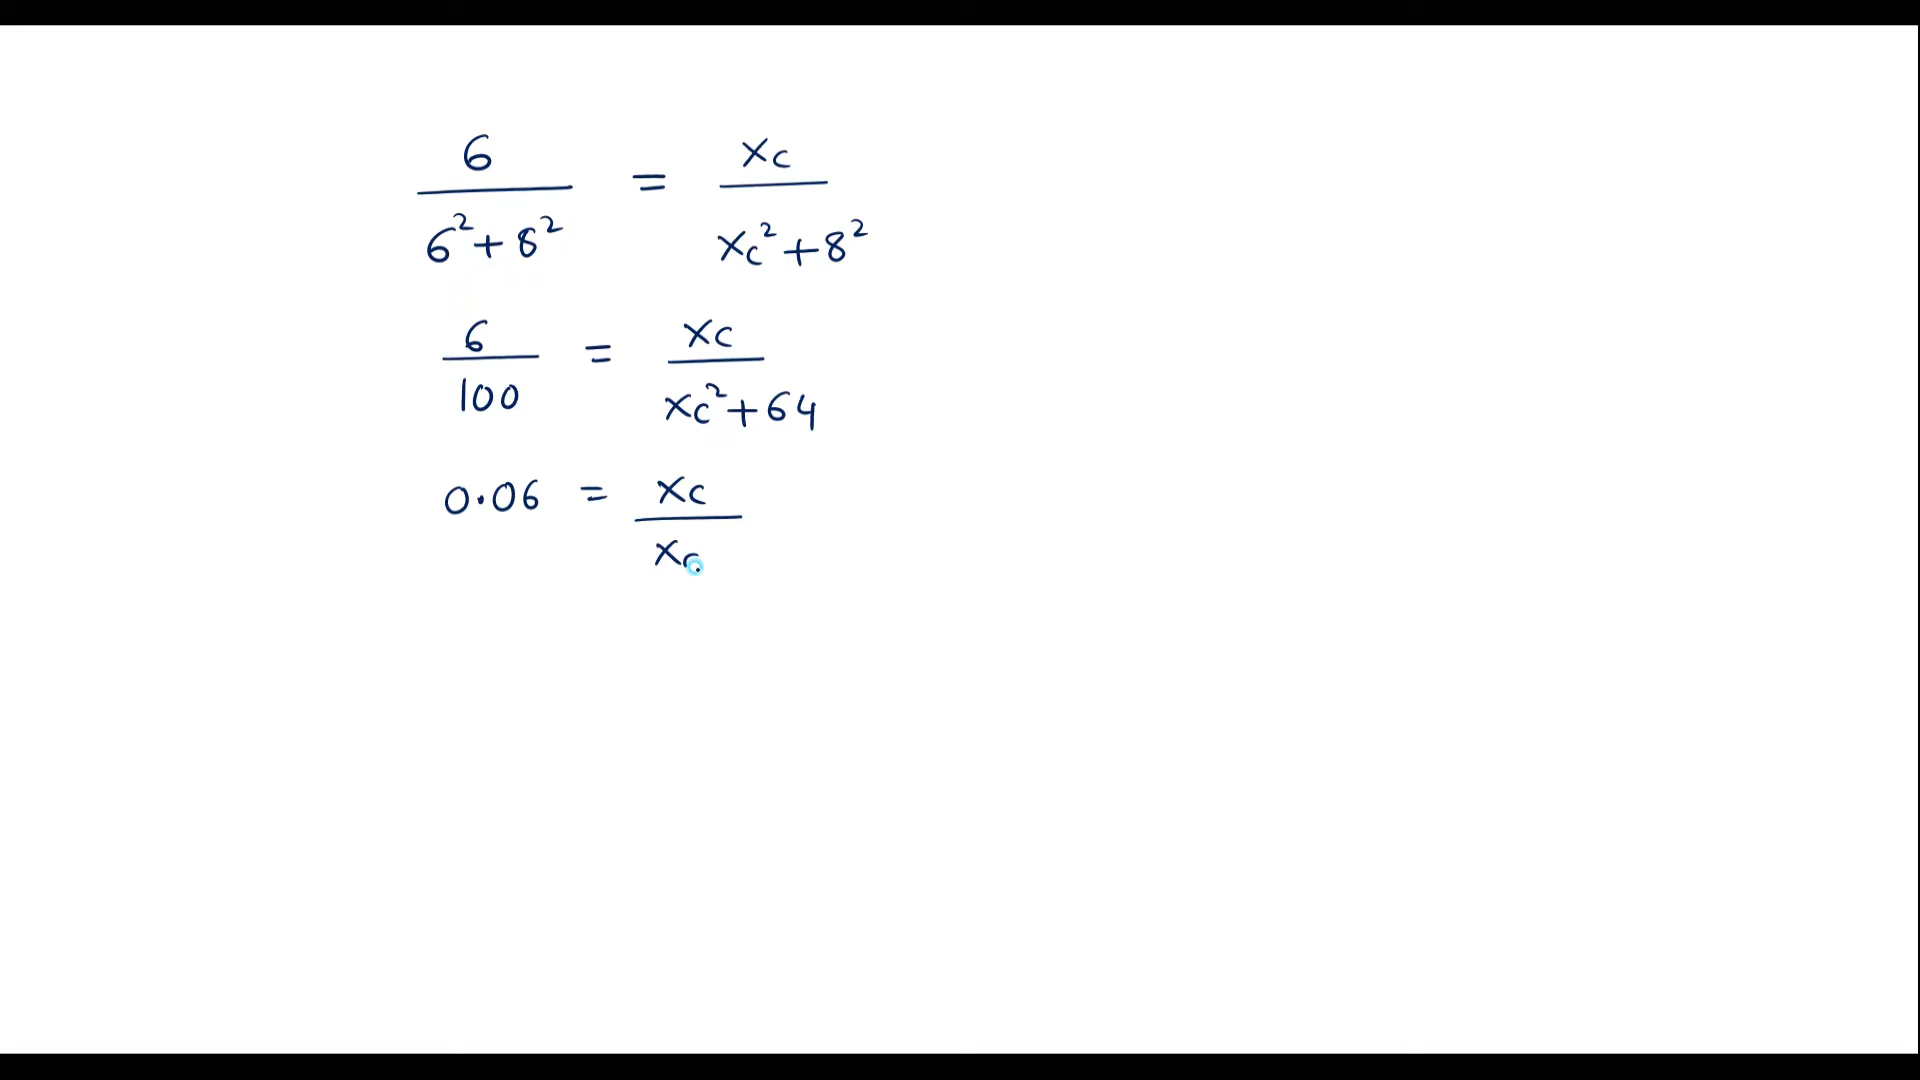 6 / 6²+8² = Xc / Xc²+8²
6 / 100 = Xc / Xc²+64
0.06 = Xc / Xc